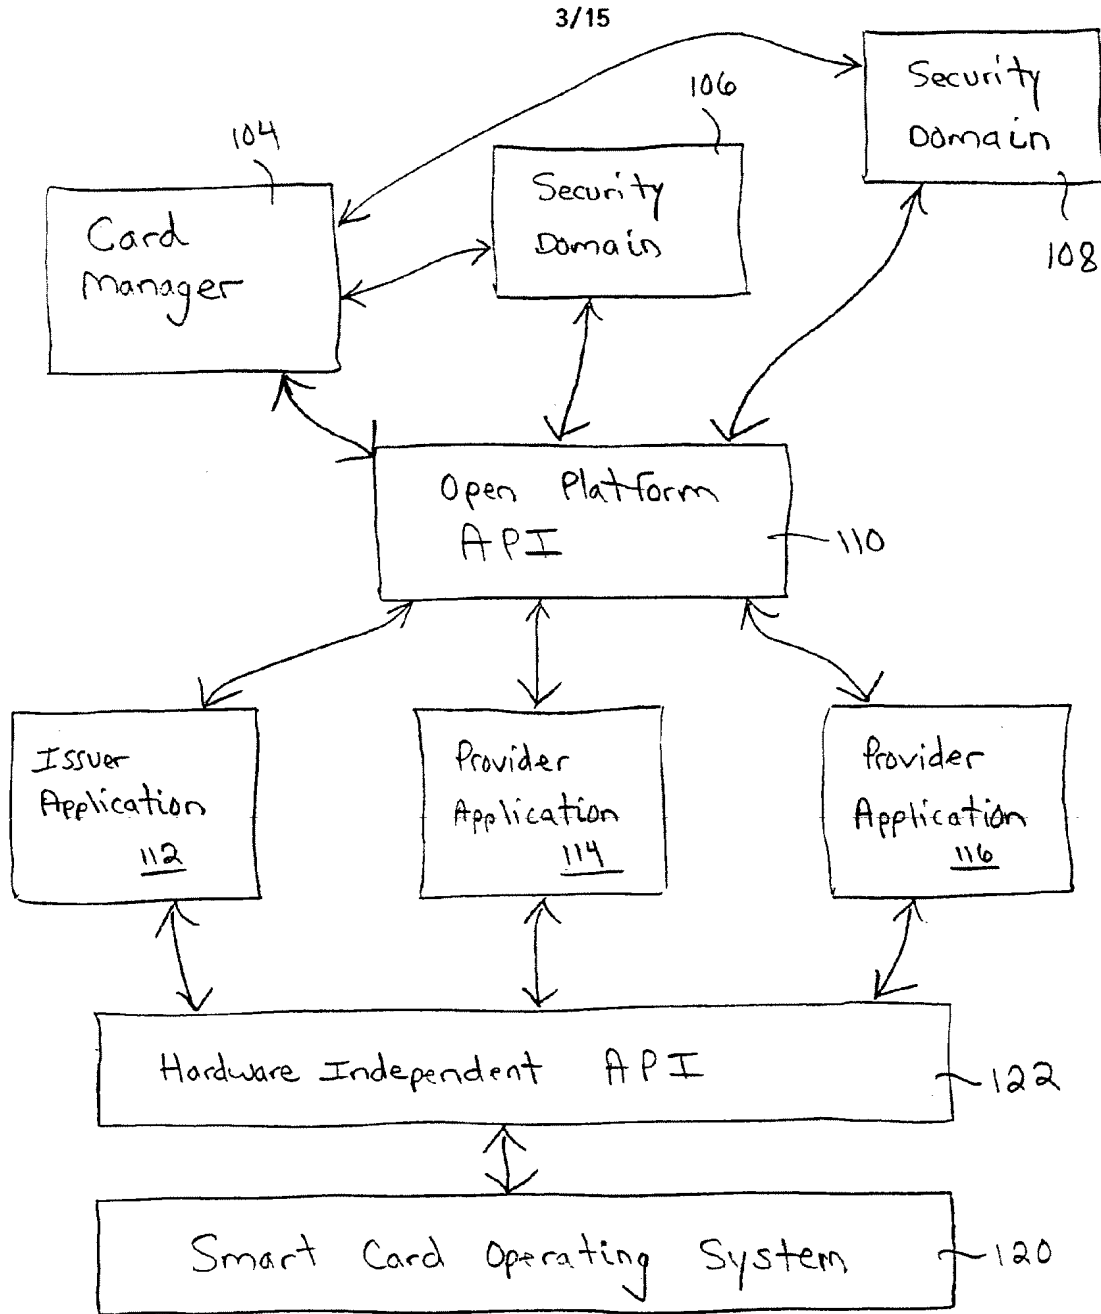 3/15
104
Card
Manager
106
Security
Domain
Security
Domain
108
Open Platform
API
110
Issuer
Application
112
Provider
Application
114
Provider
Application
116
Hardware Independent API
122
Smart Card Operating System
120